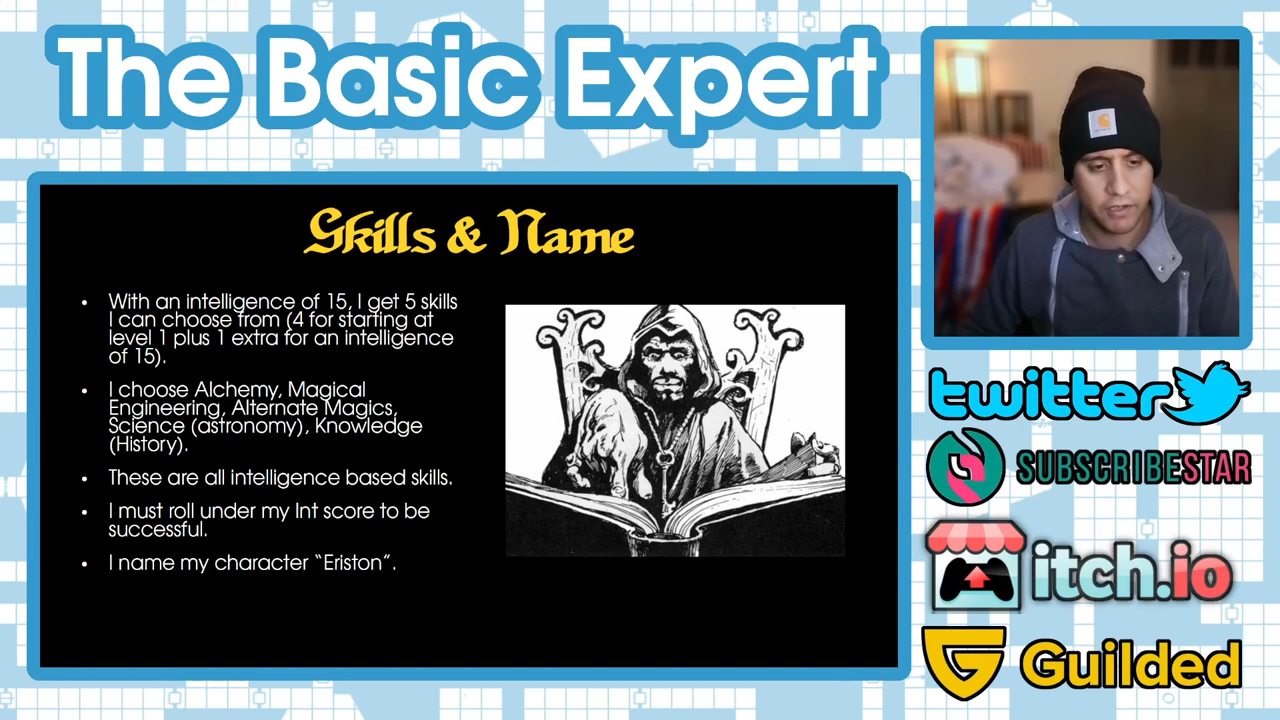 The Basic Expert
Skills & Name
• With an intelligence of 15, I get 5 skills
I can choose from (4 for starting at
level 1 plus 1 extra for an intelligence
of 15).
• I choose Alchemy, Magical
Engineering, Alternate Magics,
Science (astronomy), Knowledge
(History).
• These are all intelligence based skills.
• I must roll under my Int score to be
successful.
• I name my character “Eriston”.
twitter
SUBSCRIBESTAR
itch.io
Guilded